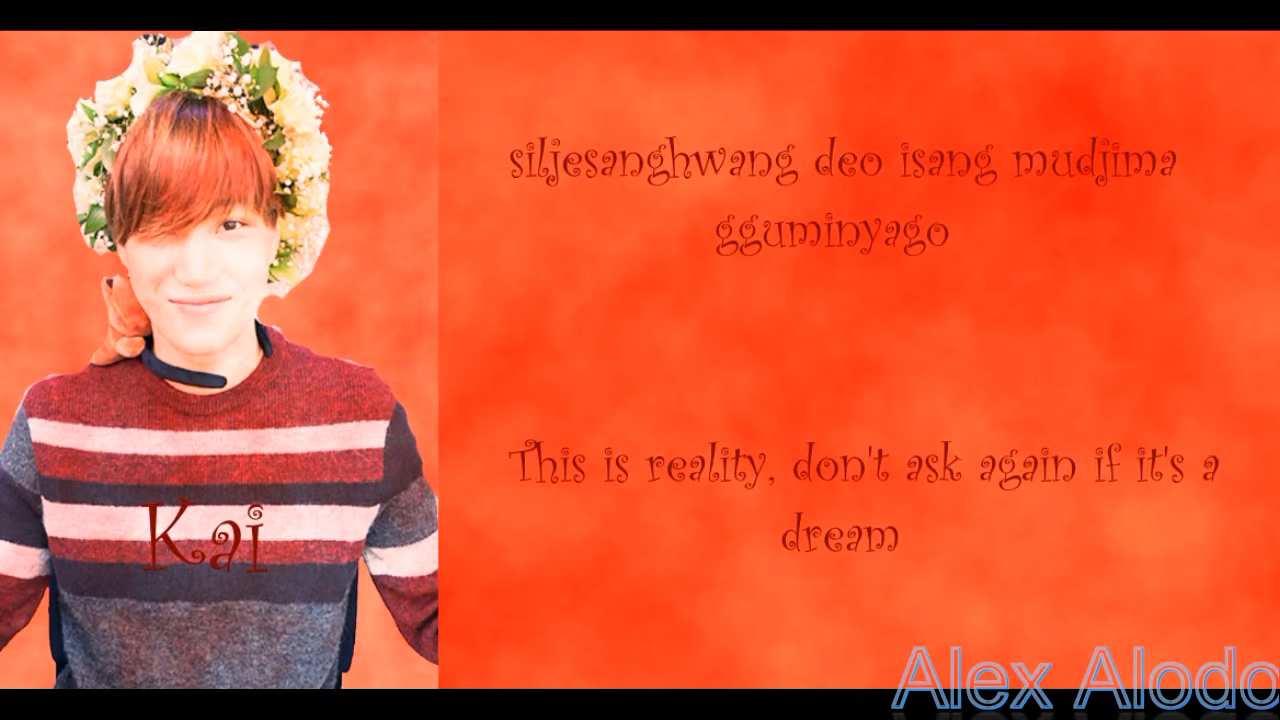 siljesanghwang deo isang mudjima
gguminyago
This is reality, don't ask again if it's a
dream
Kai
Alex Alodo